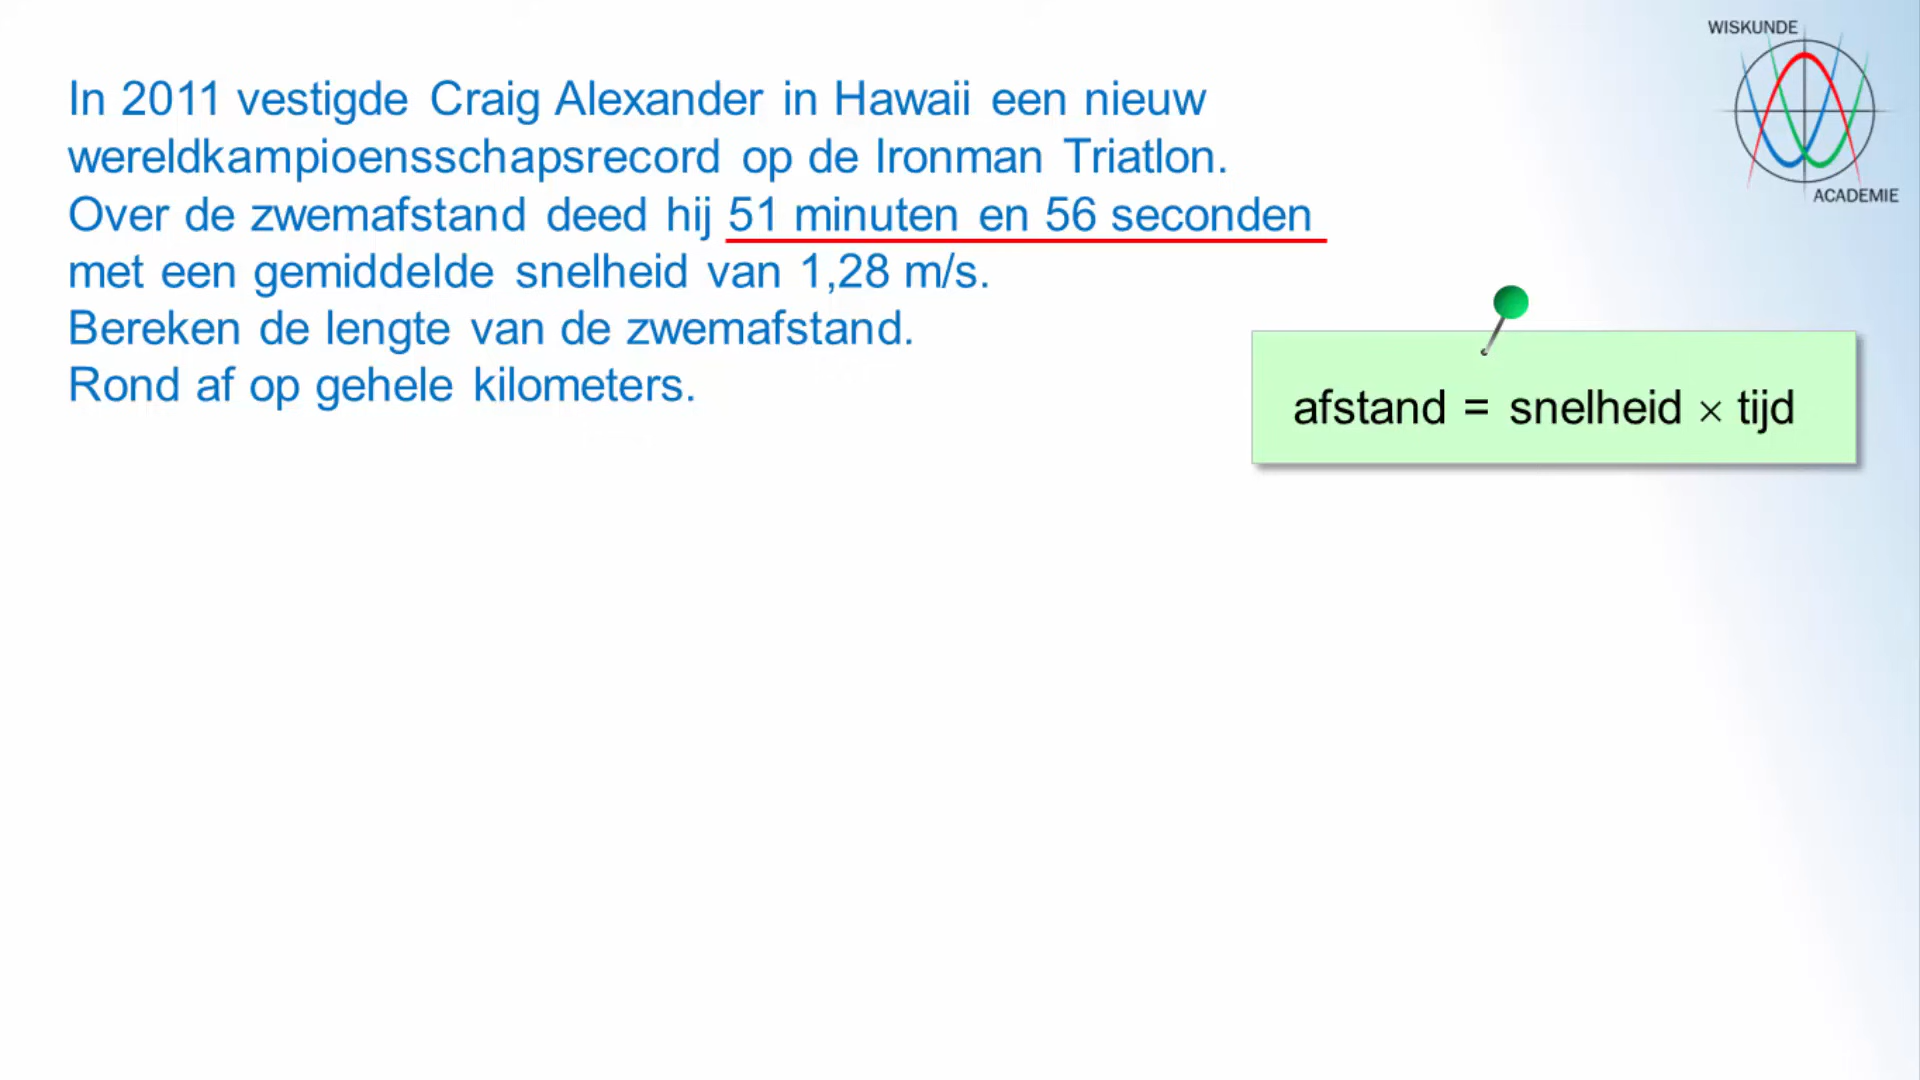 WISKUNDE
ACADEMIE
In 2011 vestigde Craig Alexander in Hawaii een nieuw
wereldkampioensschapsrecord op de Ironman Triatlon.
Over de zwemafstand deed hij 51 minuten en 56 seconden
met een gemiddelde snelheid van 1,28 m/s.
Bereken de lengte van de zwemafstand.
Rond af op gehele kilometers.
afstand = snelheid × tijd